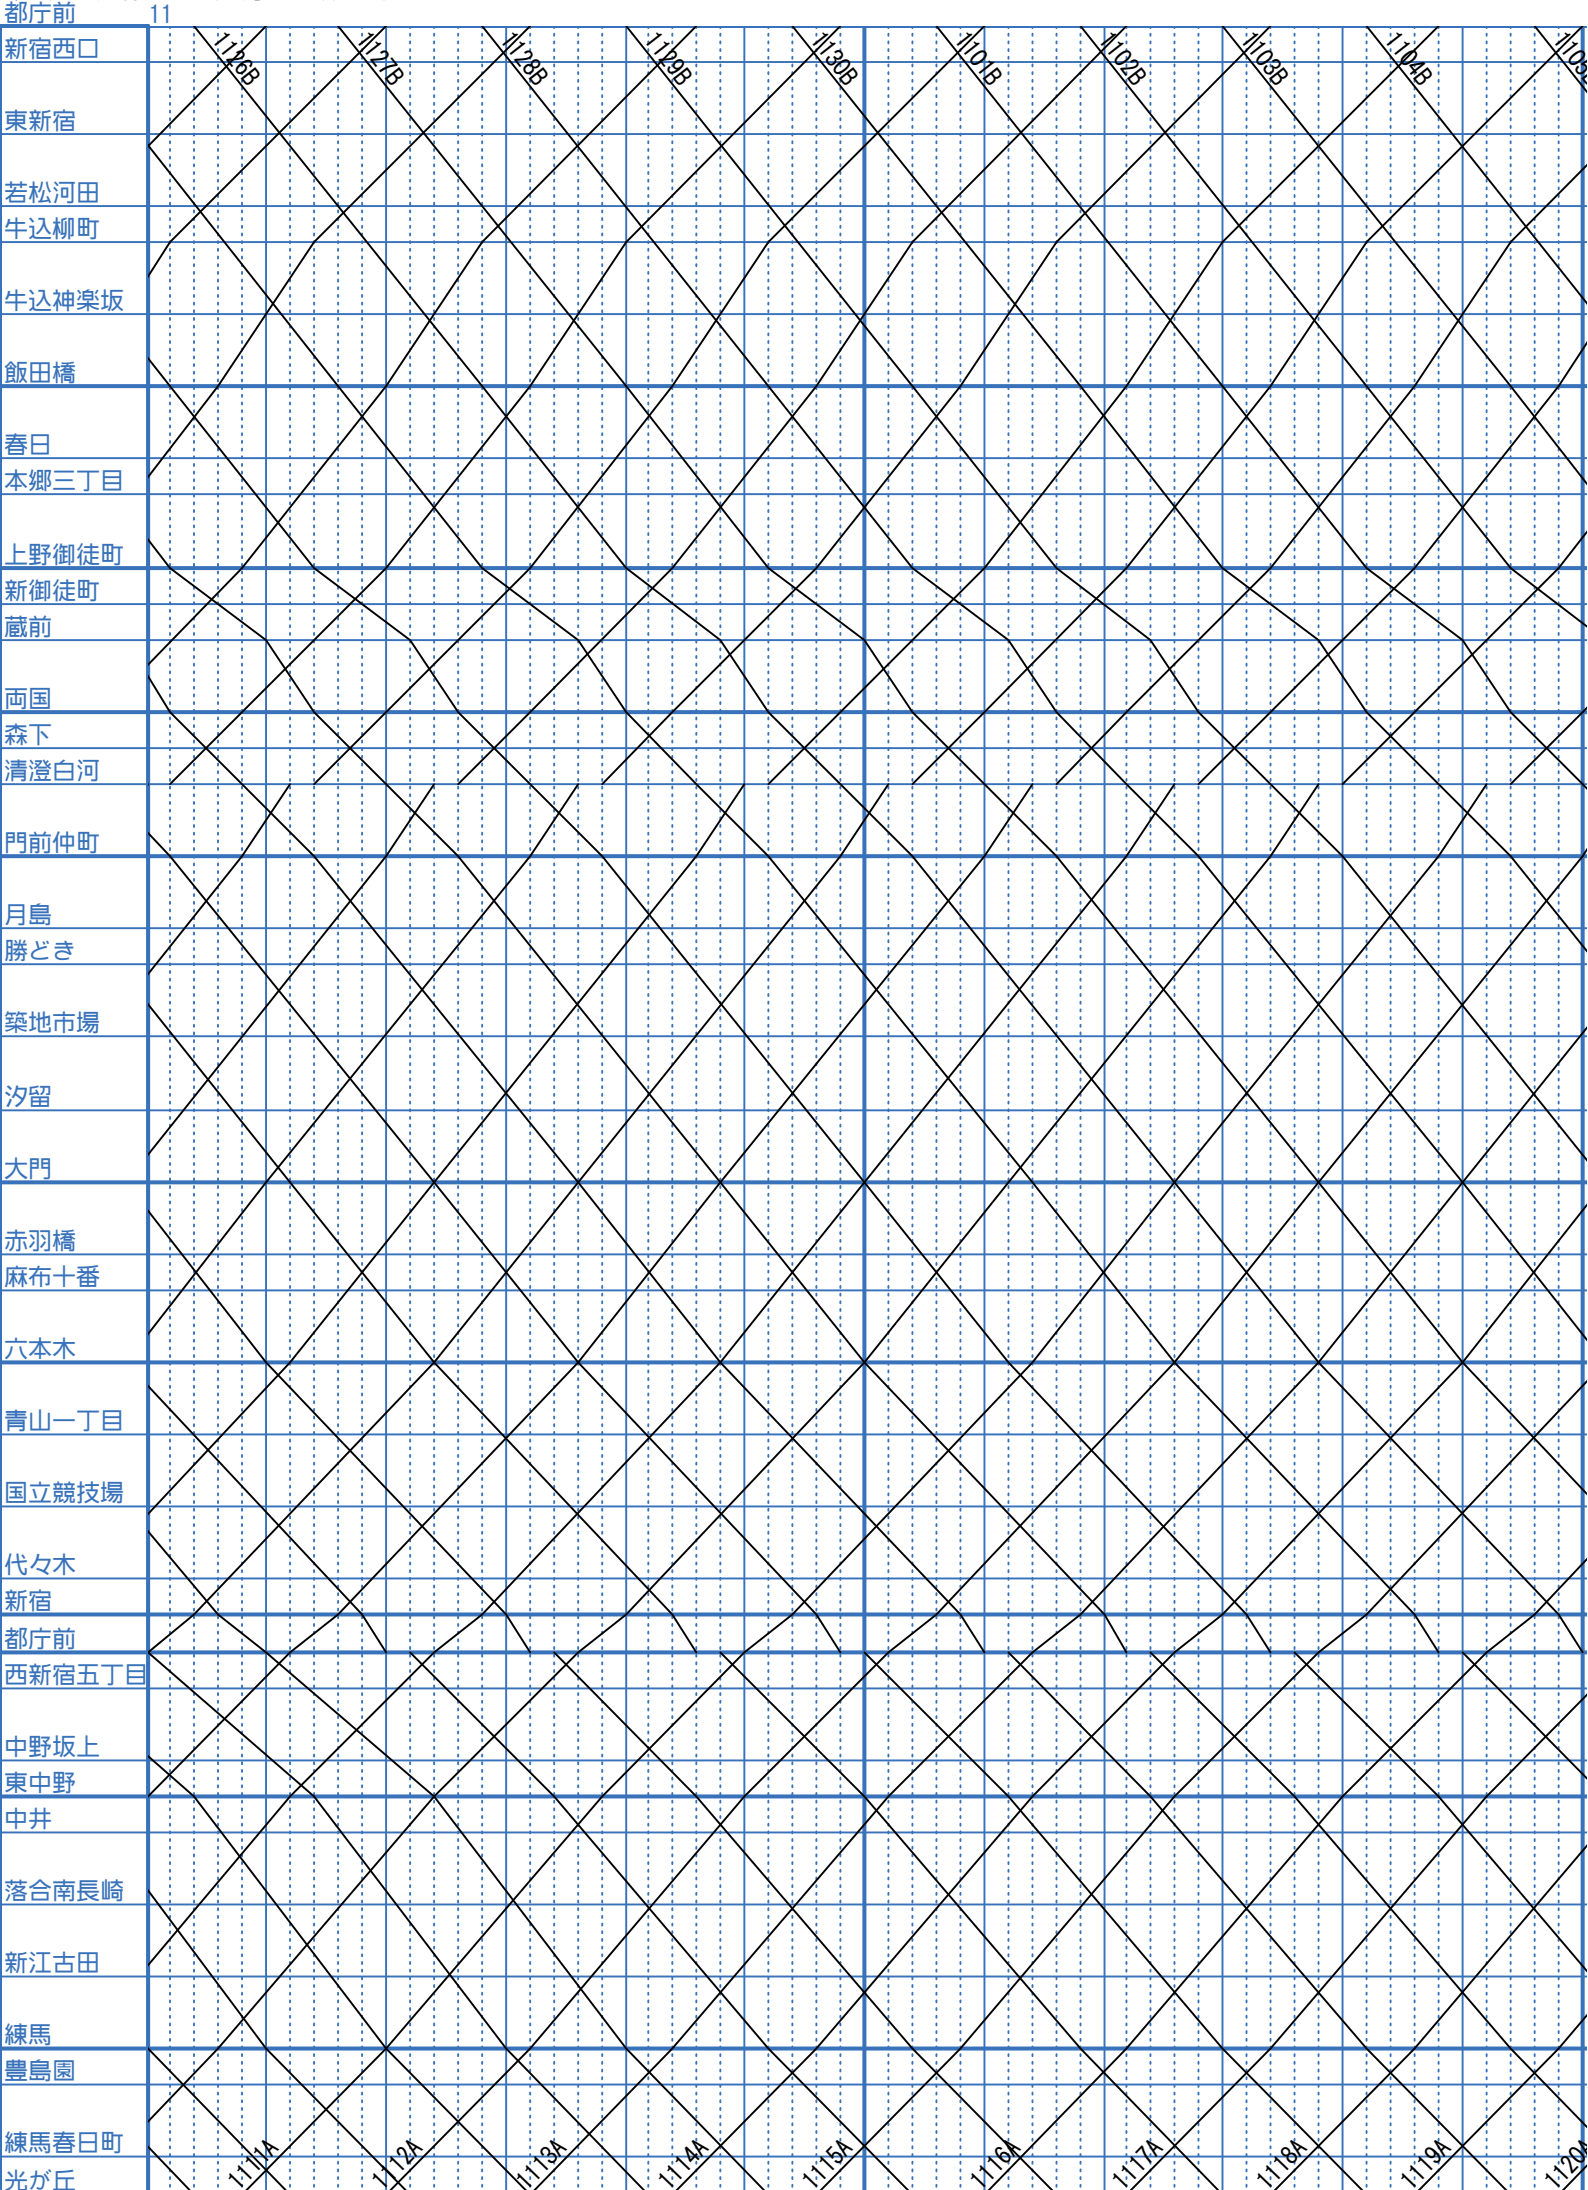 都庁前 11
新宿西口
1126B 1127B 1128B 1129B 1130B 1101B 1102B 1103B 1104B
東新宿
若松河田
牛込柳町
牛込神楽坂
飯田橋
春日
本郷三丁目
上野御徒町
新御徒町
蔵前
両国
森下
清澄白河
門前仲町
月島
勝どき
築地市場
汐留
大門
赤羽橋
麻布十番
六本木
青山一丁目
国立競技場
代々木
新宿
都庁前
西新宿五丁目
中野坂上
東中野
中井
落合南長崎
新江古田
練馬
豊島園
練馬春日町
1111A 1112A 1113A 1114A 1115A 1116A 1117A 1118A 1119A 1120A
光が丘